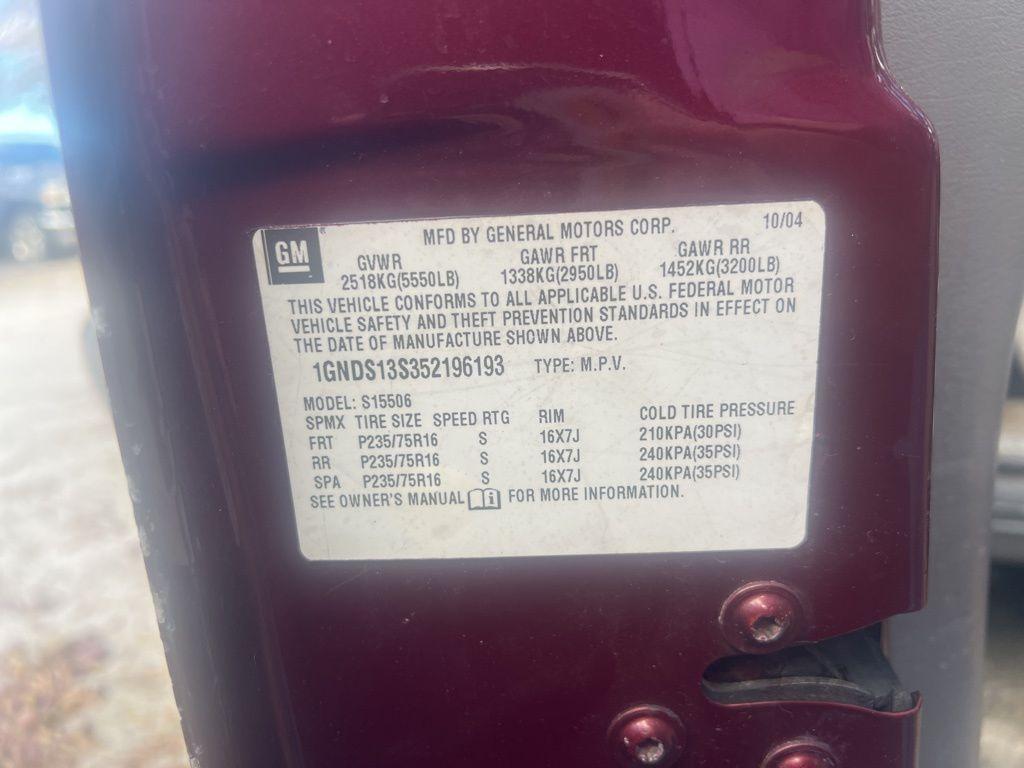 GM
MFD BY GENERAL MOTORS CORP. 10/04
GVWR GAWR FRT GAWR RR
2518KG(5550LB) 1338KG(2950LB) 1452KG(3200LB)
THIS VEHICLE CONFORMS TO ALL APPLICABLE U.S. FEDERAL MOTOR
VEHICLE SAFETY AND THEFT PREVENTION STANDARDS IN EFFECT ON
THE DATE OF MANUFACTURE SHOWN ABOVE.
1GNDS13S352196193 TYPE: M.P.V.
MODEL: S15506
SPMX TIRE SIZE SPEED RTG RIM COLD TIRE PRESSURE
FRT P235/75R16 S 16X7J 210KPA(30PSI)
RR P235/75R16 S 16X7J 240KPA(35PSI)
SPA P235/75R16 S 16X7J 240KPA(35PSI)
SEE OWNER'S MANUAL i FOR MORE INFORMATION.